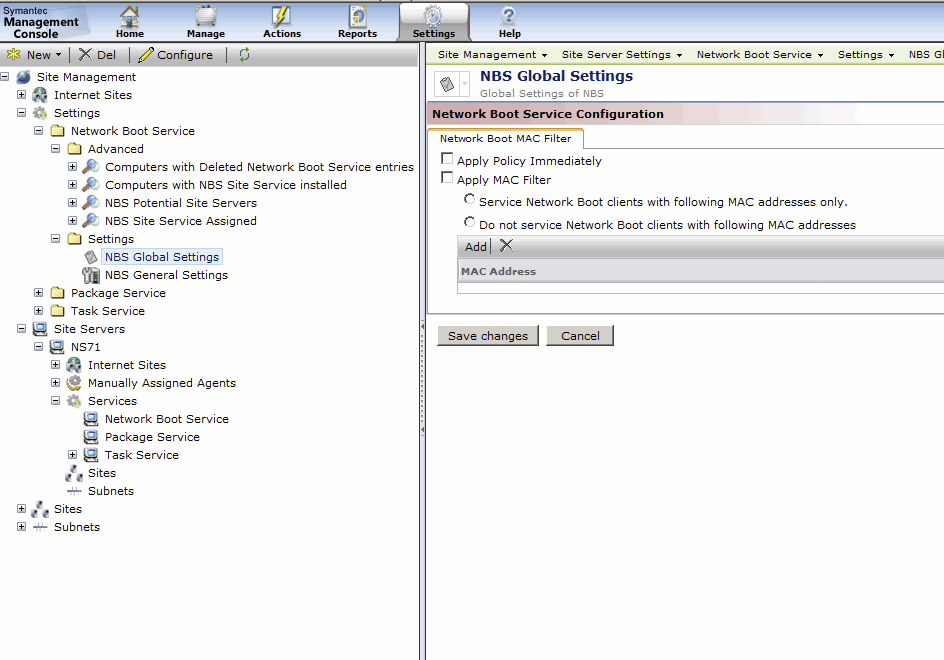 Symantec
Management
Console
Home
Manage
Actions
Reports
Settings
Help
New
Del
Configure
Site Management
Internet Sites
Settings
Network Boot Service
Advanced
Computers with Deleted Network Boot Service entries
Computers with NBS Site Service installed
NBS Potential Site Servers
NBS Site Service Assigned
Settings
NBS Global Settings
NBS General Settings
Package Service
Task Service
Site Servers
NS71
Internet Sites
Manually Assigned Agents
Services
Network Boot Service
Package Service
Task Service
Sites
Subnets
Sites
Subnets
Site Management Site Server Settings Network Boot Service Settings NBS Gl
NBS Global Settings
Global Settings of NBS
Network Boot Service Configuration
Network Boot MAC Filter
Apply Policy Immediately
Apply MAC Filter
Service Network Boot clients with following MAC addresses only.
Do not service Network Boot clients with following MAC addresses
Add
MAC Address
Save changes Cancel